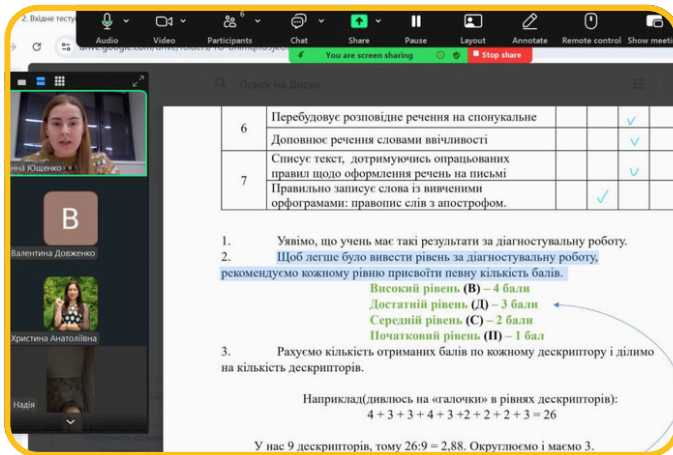 2. Вхідне тесту
Audio
Video
Participants
6
Chat
Share
Pause
Layout
Annotate
Remote control
Show meeti
You are screen sharing
Stop share
Поиск на Диске
нна Ющенко
В
Валентина Довженко
Христина Анатоліївна
Надія
6
Перебудовує розповідне речення на спонукальне
Доповнює речення словами ввічливості
7
Списує текст, дотримуючись опрацьованих
правил щодо оформлення речень на письмі
Правильно записує слова із вивченими
орфограмами: правопис слів з апострофом.
1. Уявімо, що учень має такі результати за діагностувальну роботу.
2. Щоб легше було вивести рівень за діагностувальну роботу,
рекомендуємо кожному рівню присвоїти певну кількість балів.
Високий рівень (В) – 4 бали
Достатній рівень (Д) – 3 бали
Середній рівень (С) – 2 бали
Початковий рівень (П) – 1 бал
3. Рахуємо кількість отриманих балів по кожному дескриптору і ділимо
на кількість дескрипторів.
Наприклад(дивлюсь на «галочки» в рівнях дескрипторів):
4 + 3 + 3 + 4 + 3 +2 + 2 + 2 + 3 = 26
У нас 9 дескрипторів, тому 26:9 = 2,88. Округлюємо і маємо 3.